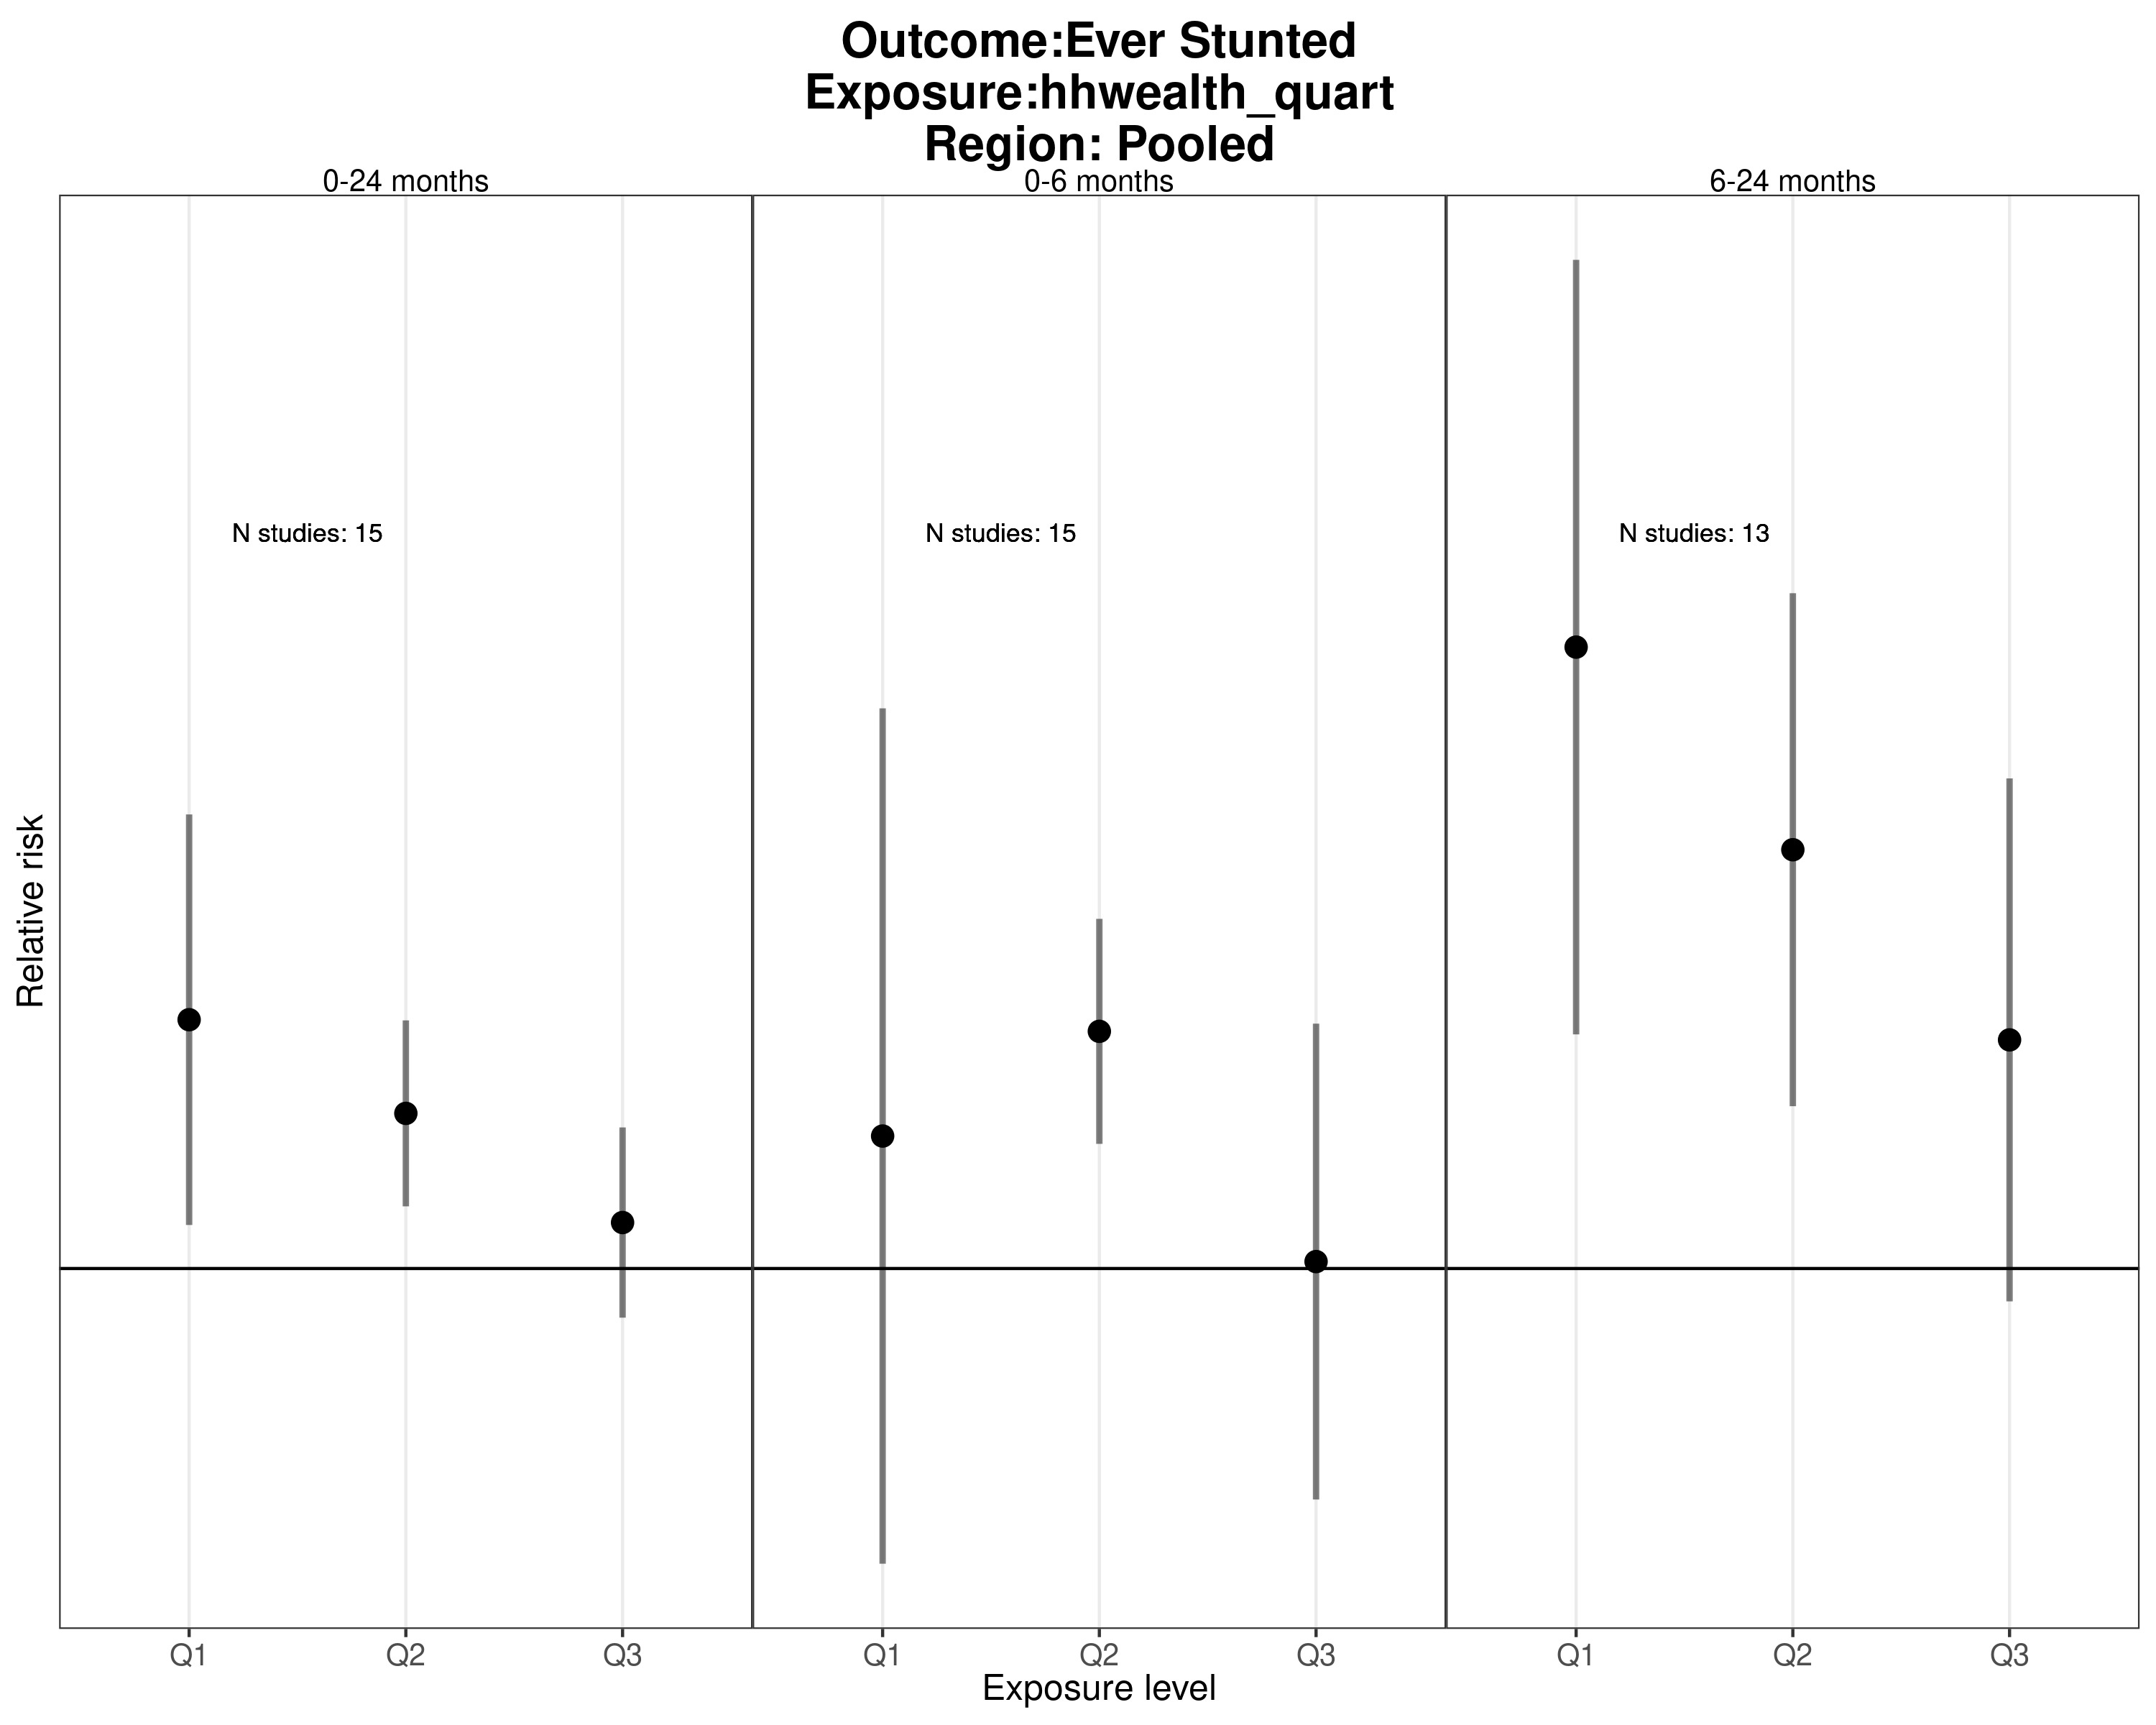 Outcome:Ever Stunted
Exposure:hhwealth_quart
Region: Pooled
0-24 months
0-6 months
6-24 months
N studies: 15
N studies: 15
N studies: 13
Relative risk
Q1
Q2
Q3
Q1
Q2
Q3
Q1
Q2
Q3
Exposure level